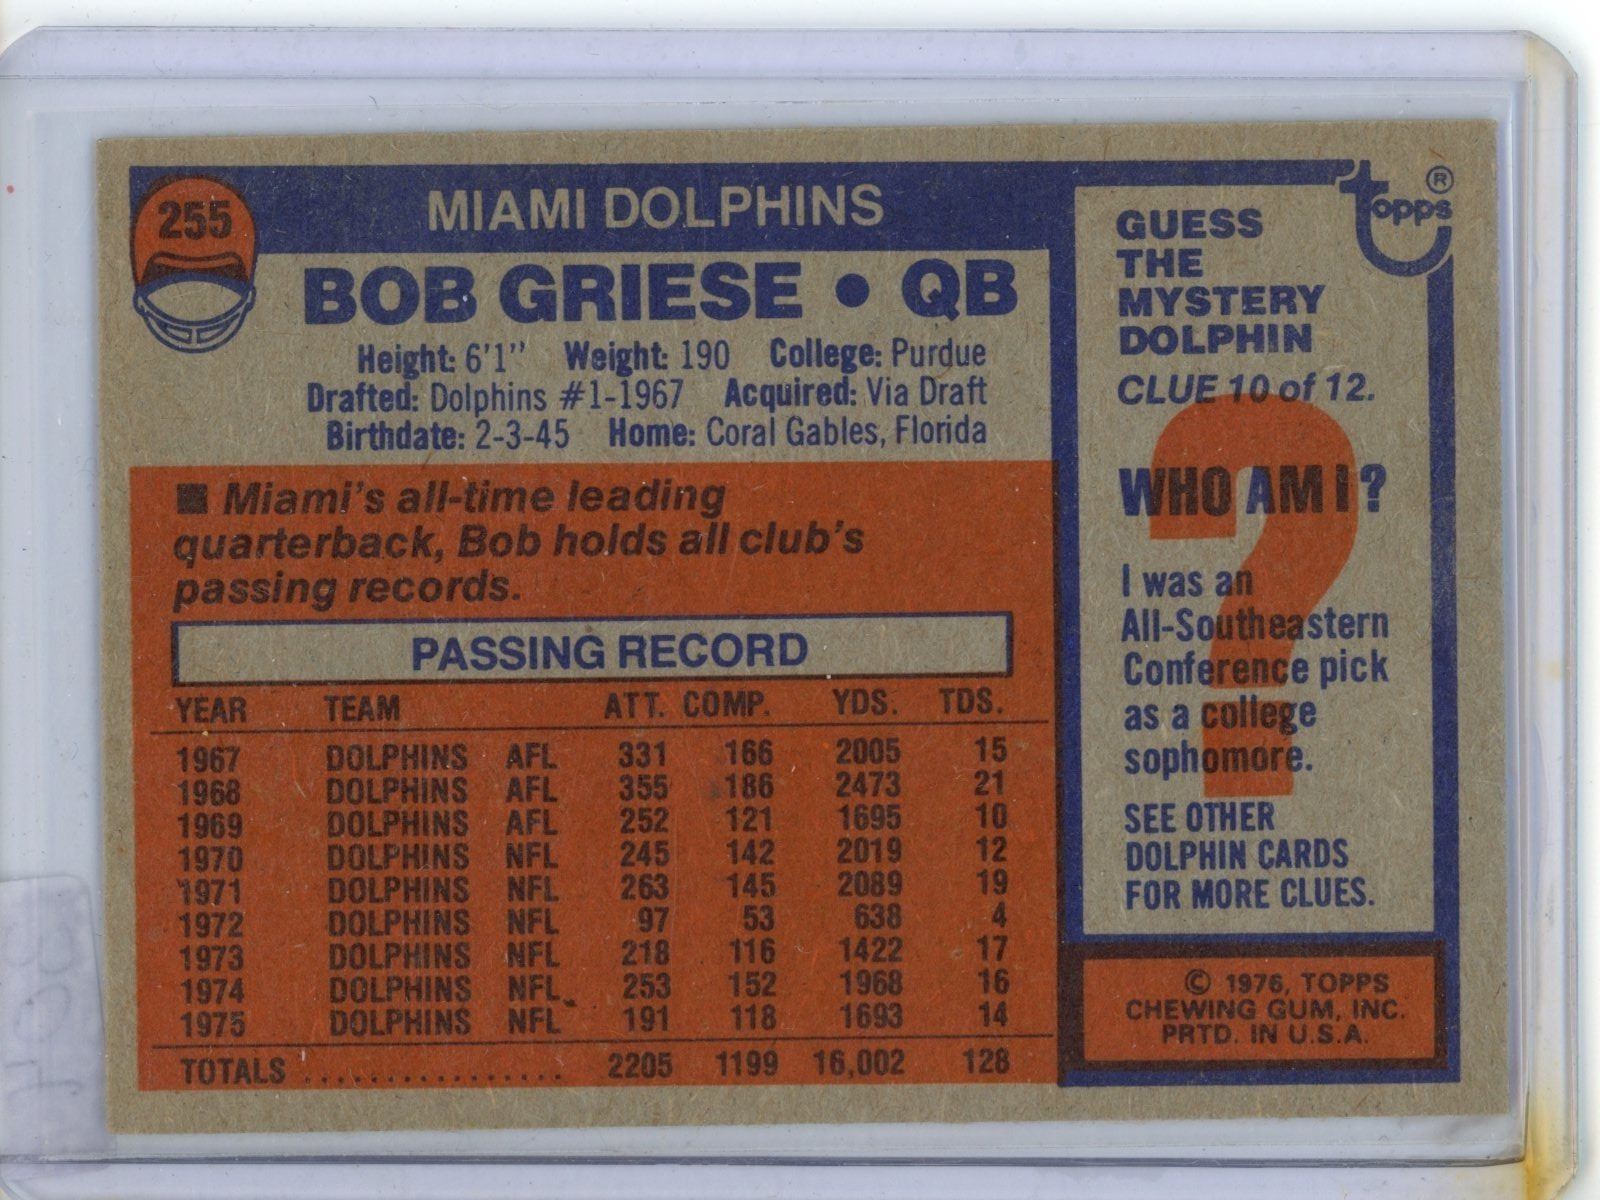 255
MIAMI DOLPHINS
BOB GRIESE • QB
Height: 6'1" Weight: 190 College: Purdue
Drafted: Dolphins #1-1967 Acquired: Via Draft
Birthdate: 2-3-45 Home: Coral Gables, Florida
■ Miami's all-time leading
quarterback, Bob holds all club's
passing records.
PASSING RECORD
YEAR TEAM ATT. COMP. YDS. TDS.
1967 DOLPHINS AFL 331 166 2005 15
1968 DOLPHINS AFL 355 186 2473 21
1969 DOLPHINS AFL 252 121 1695 10
1970 DOLPHINS NFL 245 142 2019 12
1971 DOLPHINS NFL 263 145 2089 19
1972 DOLPHINS NFL 97 53 638 4
1973 DOLPHINS NFL 218 116 1422 17
1974 DOLPHINS NFL 253 152 1968 16
1975 DOLPHINS NFL 191 118 1693 14
TOTALS .................. 2205 1199 16,002 128
topps ®
GUESS
THE
MYSTERY
DOLPHIN
CLUE 10 of 12.
WHO AM I?
?
I was an
All-Southeastern
Conference pick
as a college
sophomore.
SEE OTHER
DOLPHIN CARDS
FOR MORE CLUES.
© 1976, TOPPS
CHEWING GUM, INC.
PRTD. IN U.S.A.